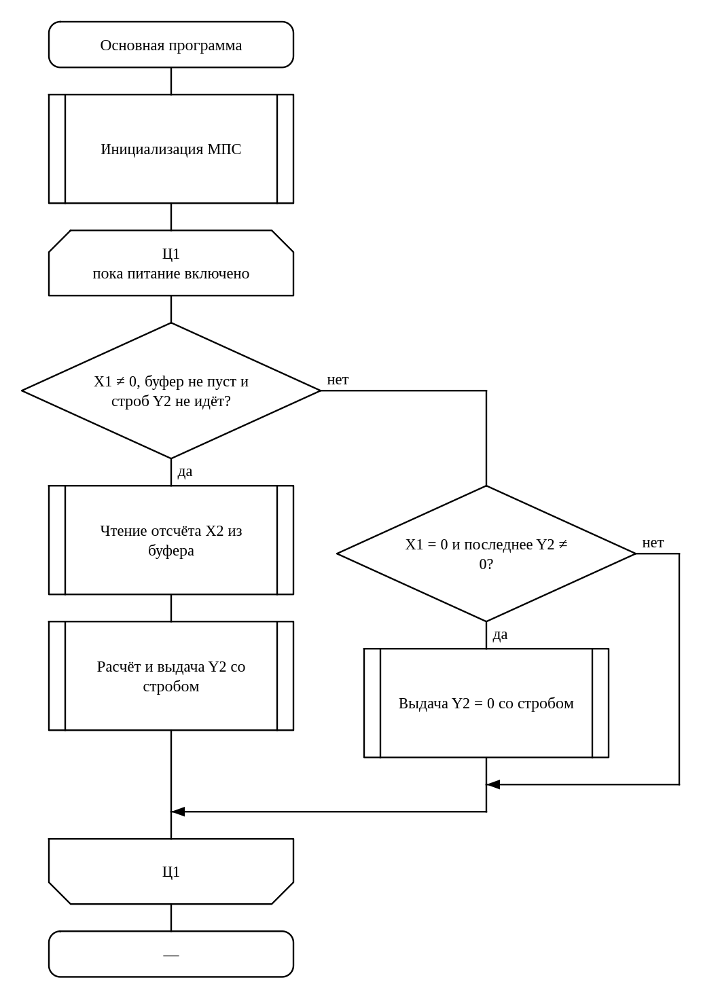 Основная программа
Инициализация МПС
Ц1
пока питание включено
X1 ≠ 0, буфер не пуст и
строб Y2 не идёт?
нет
да
Чтение отсчёта X2 из
буфера
Расчёт и выдача Y2 со
стробом
X1 = 0 и последнее Y2 ≠
0?
нет
да
Выдача Y2 = 0 со стробом
Ц1
—